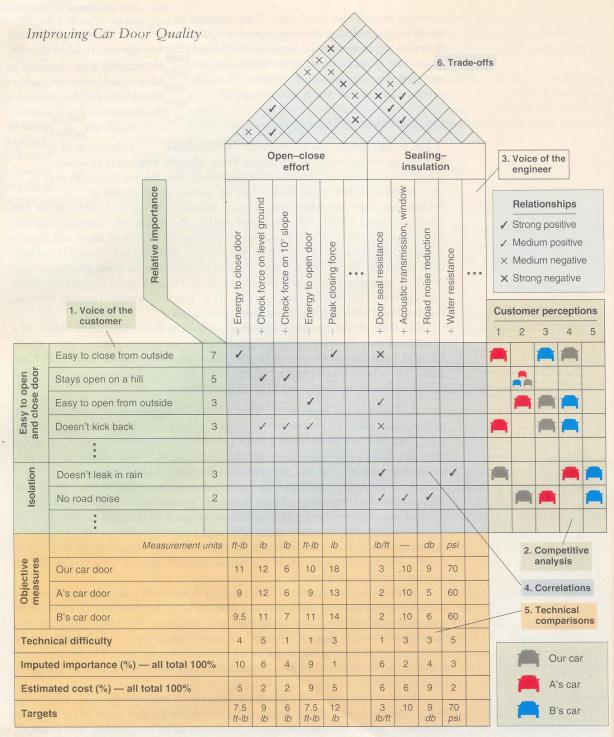 Improving Car Door Quality
6. Trade-offs
Open–close effort
Sealing–insulation
3. Voice of the engineer
Relationships
✓ Strong positive
✓ Medium positive
× Medium negative
× Strong negative
Relative importance
– Energy to close door
+ Check force on level ground
+ Check force on 10° slope
– Energy to open door
– Peak closing force
...
+ Door seal resistance
+ Acoustic transmission, window
+ Road noise reduction
+ Water resistance
...
1. Voice of the customer
Customer perceptions
1 2 3 4 5
Easy to open and close door
Easy to close from outside 7 ✓ ✓ ×
Stays open on a hill 5 ✓ ✓
Easy to open from outside 3 ✓ ✓
Doesn't kick back 3 ✓ ✓ ✓ ×
Isolation
Doesn't leak in rain 3 ✓ ✓
No road noise 2 ✓ ✓ ✓
2. Competitive analysis
4. Correlations
5. Technical comparisons
Objective measures
Measurement units ft-lb lb lb ft-lb lb lb/ft — db psi
Our car door 11 12 6 10 18 3 .10 9 70
A's car door 9 12 6 9 13 2 .10 5 60
B's car door 9.5 11 7 11 14 2 .10 6 60
Technical difficulty 4 5 1 1 3 1 3 3 5
Imputed importance (%) — all total 100% 10 6 4 9 1 6 2 4 3
Estimated cost (%) — all total 100% 5 2 2 9 5 6 6 9 2
Targets 7.5 ft-lb 9 lb 6 lb 7.5 ft-lb 12 lb 3 lb/ft .10 9 db 70 psi
Our car
A's car
B's car